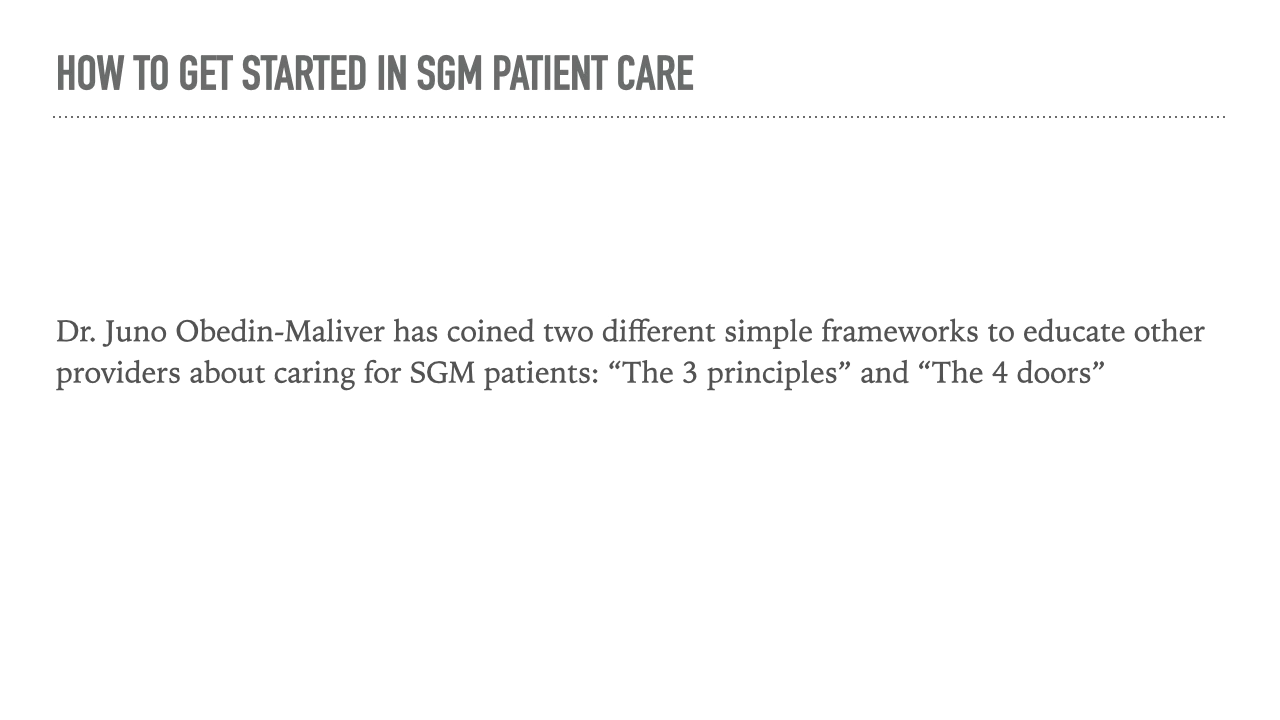 HOW TO GET STARTED IN SGM PATIENT CARE
Dr. Juno Obedin-Maliver has coined two different simple frameworks to educate other
providers about caring for SGM patients: “The 3 principles” and “The 4 doors”